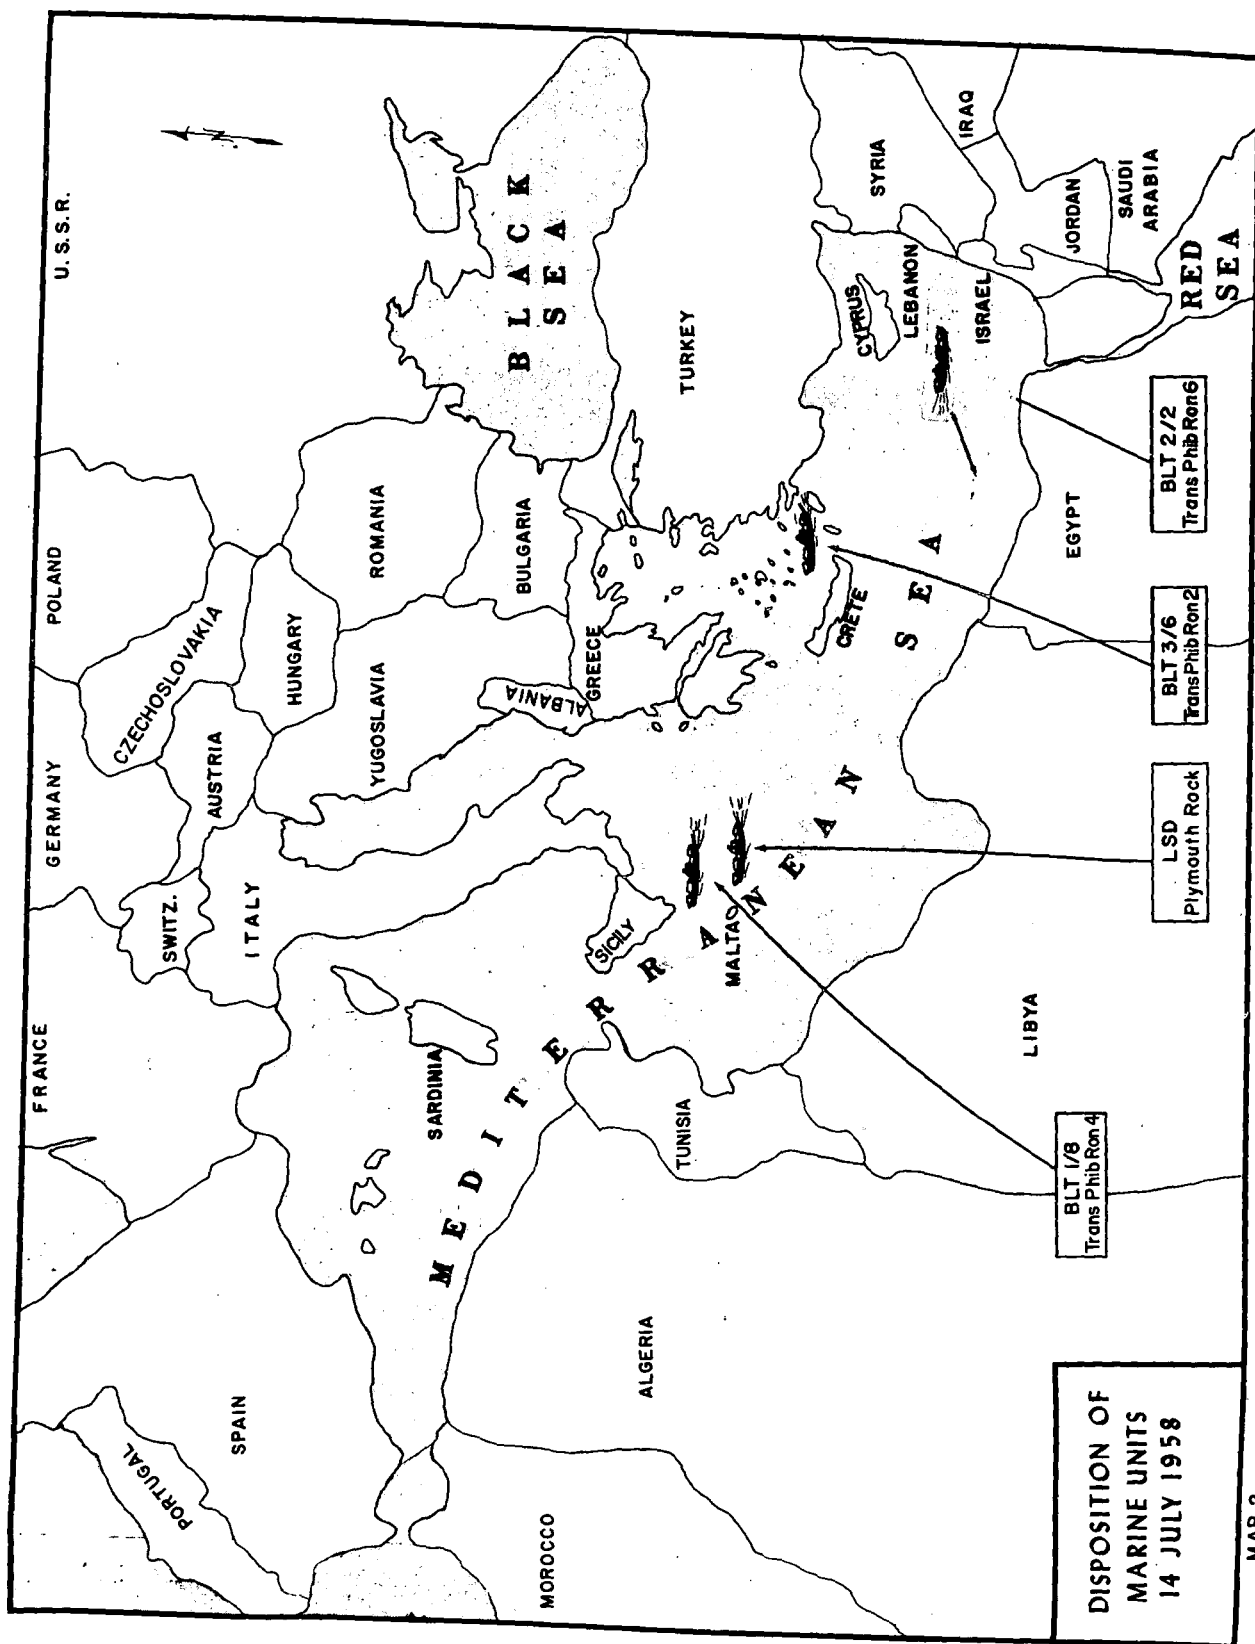 U.S.S.R.
POLAND
GERMANY
FRANCE
CZECHOSLOVAKIA
SWITZ.
AUSTRIA
HUNGARY
ROMANIA
ITALY
YUGOSLAVIA
BULGARIA
BLACK
SEA
SPAIN
PORTUGAL
SARDINIA
ALBANIA
GREECE
TURKEY
SICILY
MEDITERRANEAN
SEA
MALTA
CRETE
CYPRUS
SYRIA
IRAQ
LEBANON
ISRAEL
JORDAN
SAUDI
ARABIA
RED
SEA
MOROCCO
ALGERIA
TUNISIA
LIBYA
EGYPT
BLT 1/8
Trans Phib Ron 4
LSD
Plymouth Rock
BLT 3/6
Trans Phib Ron 2
BLT 2/2
Trans Phib Ron 6
DISPOSITION OF
MARINE UNITS
14 JULY 1958